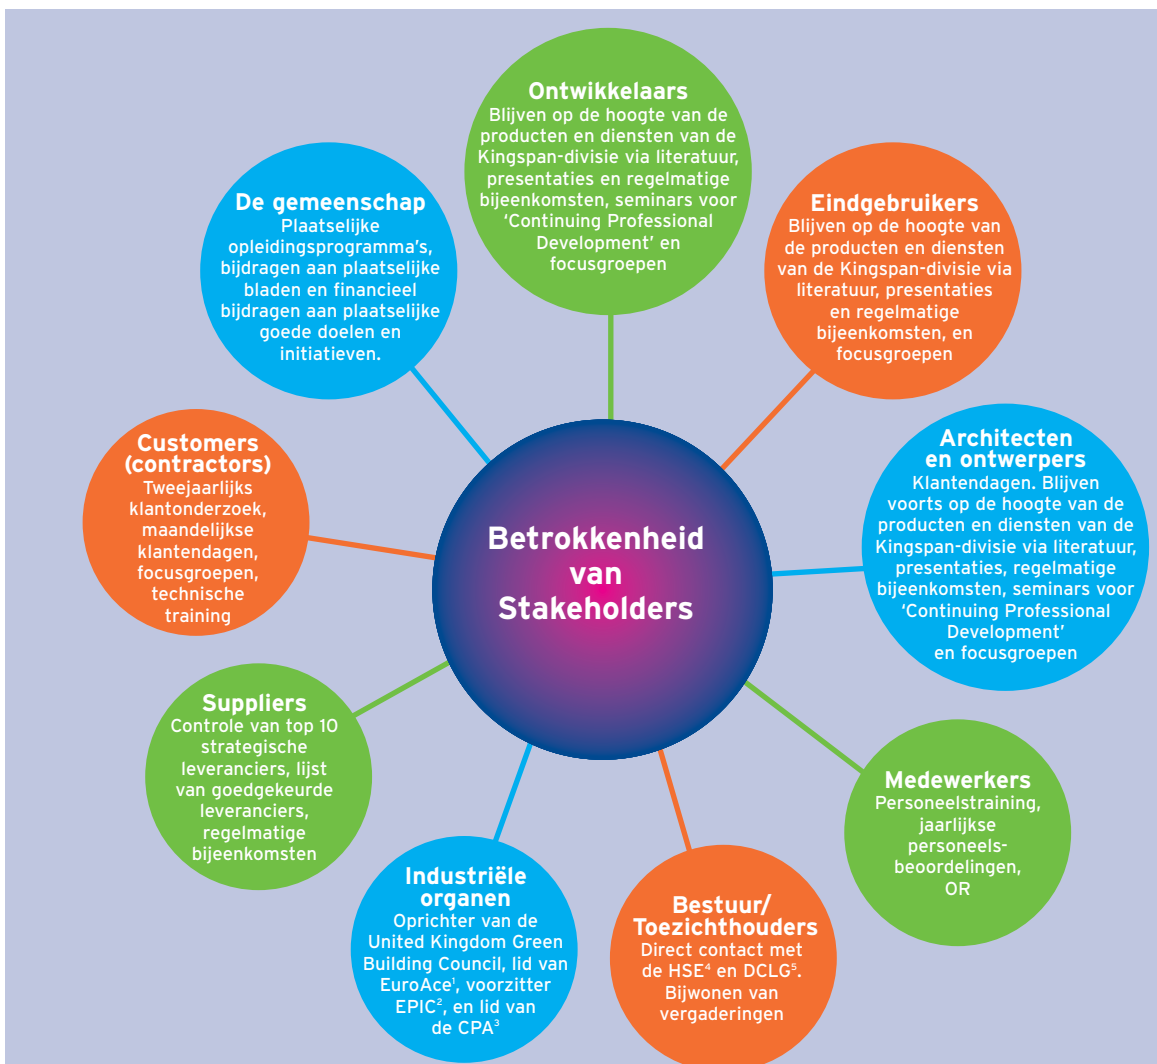 Ontwikkelaars
Blijven op de hoogte van de
producten en diensten van de
Kingspan-divisie via literatuur,
presentaties en regelmatige
bijeenkomsten, seminars voor
‘Continuing Professional
Development’ en
focusgroepen
De gemeenschap
Plaatselijke
opleidingsprogramma’s,
bijdragen aan plaatselijke
bladen en financieel
bijdragen aan plaatselijke
goede doelen en
initiatieven.
Eindgebruikers
Blijven op de hoogte van
de producten en diensten
van de Kingspan-divisie via
literatuur, presentaties
en regelmatige
bijeenkomsten, en
focusgroepen
Customers
(contractors)
Tweejaarlijks
klantonderzoek,
maandelijkse
klantendagen,
focusgroepen,
technische
training
Architecten
en ontwerpers
Klantendagen. Blijven
voorts op de hoogte van de
producten en diensten van de
Kingspan-divisie via literatuur,
presentaties, regelmatige
bijeenkomsten, seminars voor
‘Continuing Professional
Development’
en focusgroepen
Betrokkenheid
van
Stakeholders
Suppliers
Controle van top 10
strategische
leveranciers, lijst
van goedgekeurde
leveranciers,
regelmatige
bijeenkomsten
Medewerkers
Personeelstraining,
jaarlijkse
personeels-
beoordelingen,
OR
Industriële
organen
Oprichter van de
United Kingdom Green
Building Council, lid van
EuroAce¹, voorzitter
EPIC², en lid van
de CPA³
Bestuur/
Toezichthouders
Direct contact met
de HSE⁴ en DCLG⁵.
Bijwonen van
vergaderingen